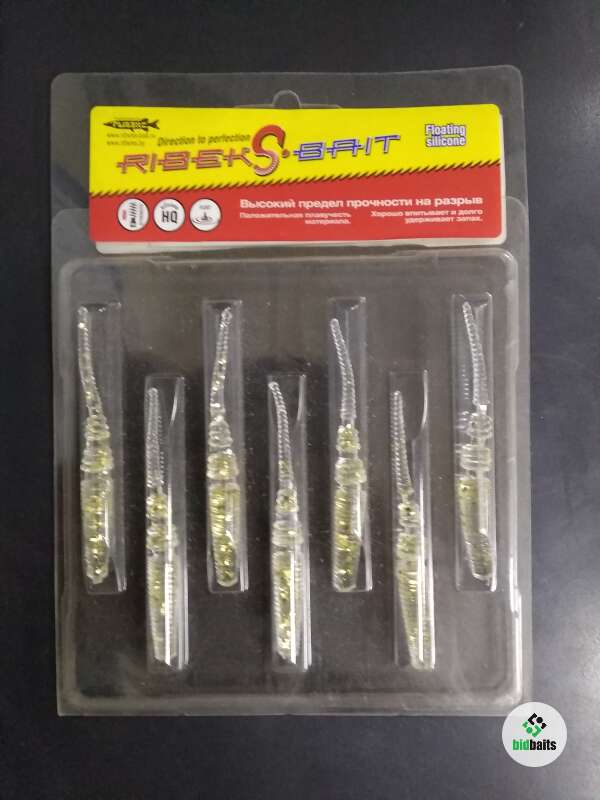 Direction to perfection
RIBEKS-BAIT
Floating
silicone
HQ
Высокий предел прочности на разрыв
Положительная плавучесть
материала.
Хорошо впитывает и долго
удерживает запах.
bidbaits